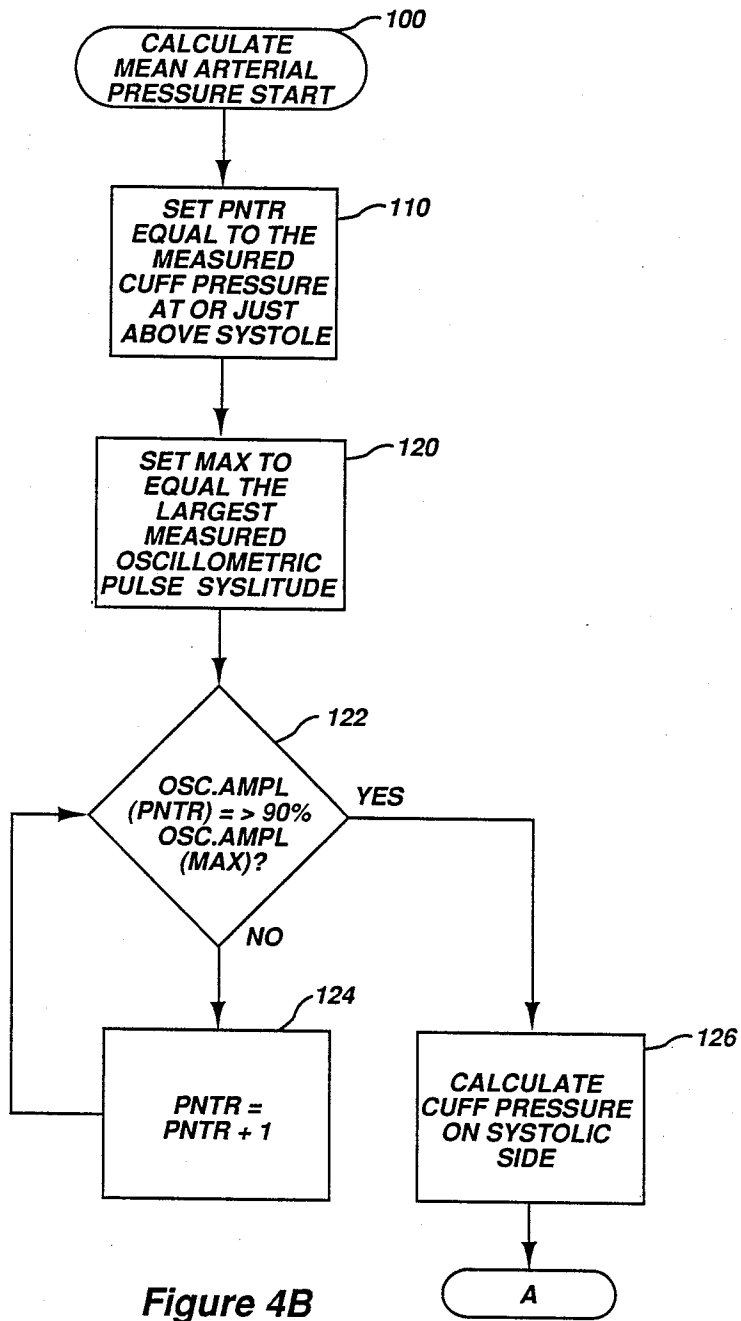 100
CALCULATE
MEAN ARTERIAL
PRESSURE START
110
SET PNTR
EQUAL TO THE
MEASURED
CUFF PRESSURE
AT OR JUST
ABOVE SYSTOLE
120
SET MAX TO
EQUAL THE
LARGEST
MEASURED
OSCILLOMETRIC
PULSE SYSLITUDE
122
OSC.AMPL
(PNTR) = > 90%
OSC.AMPL
(MAX)?
YES
NO
124
PNTR =
PNTR + 1
126
CALCULATE
CUFF PRESSURE
ON SYSTOLIC
SIDE
A
Figure 4B